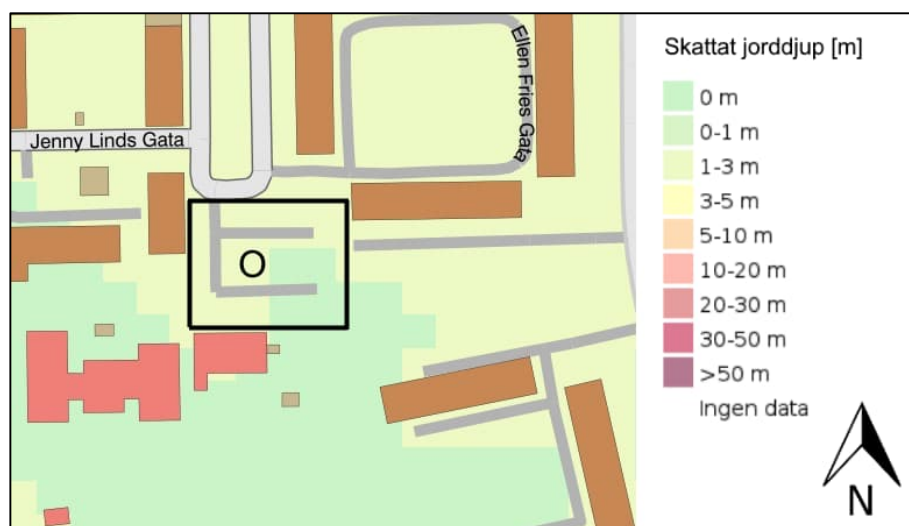 Jenny Linds Gata
Ellen Fries Gata
O
Skattat jorddjup [m]
0 m
0-1 m
1-3 m
3-5 m
5-10 m
10-20 m
20-30 m
30-50 m
>50 m
Ingen data
N